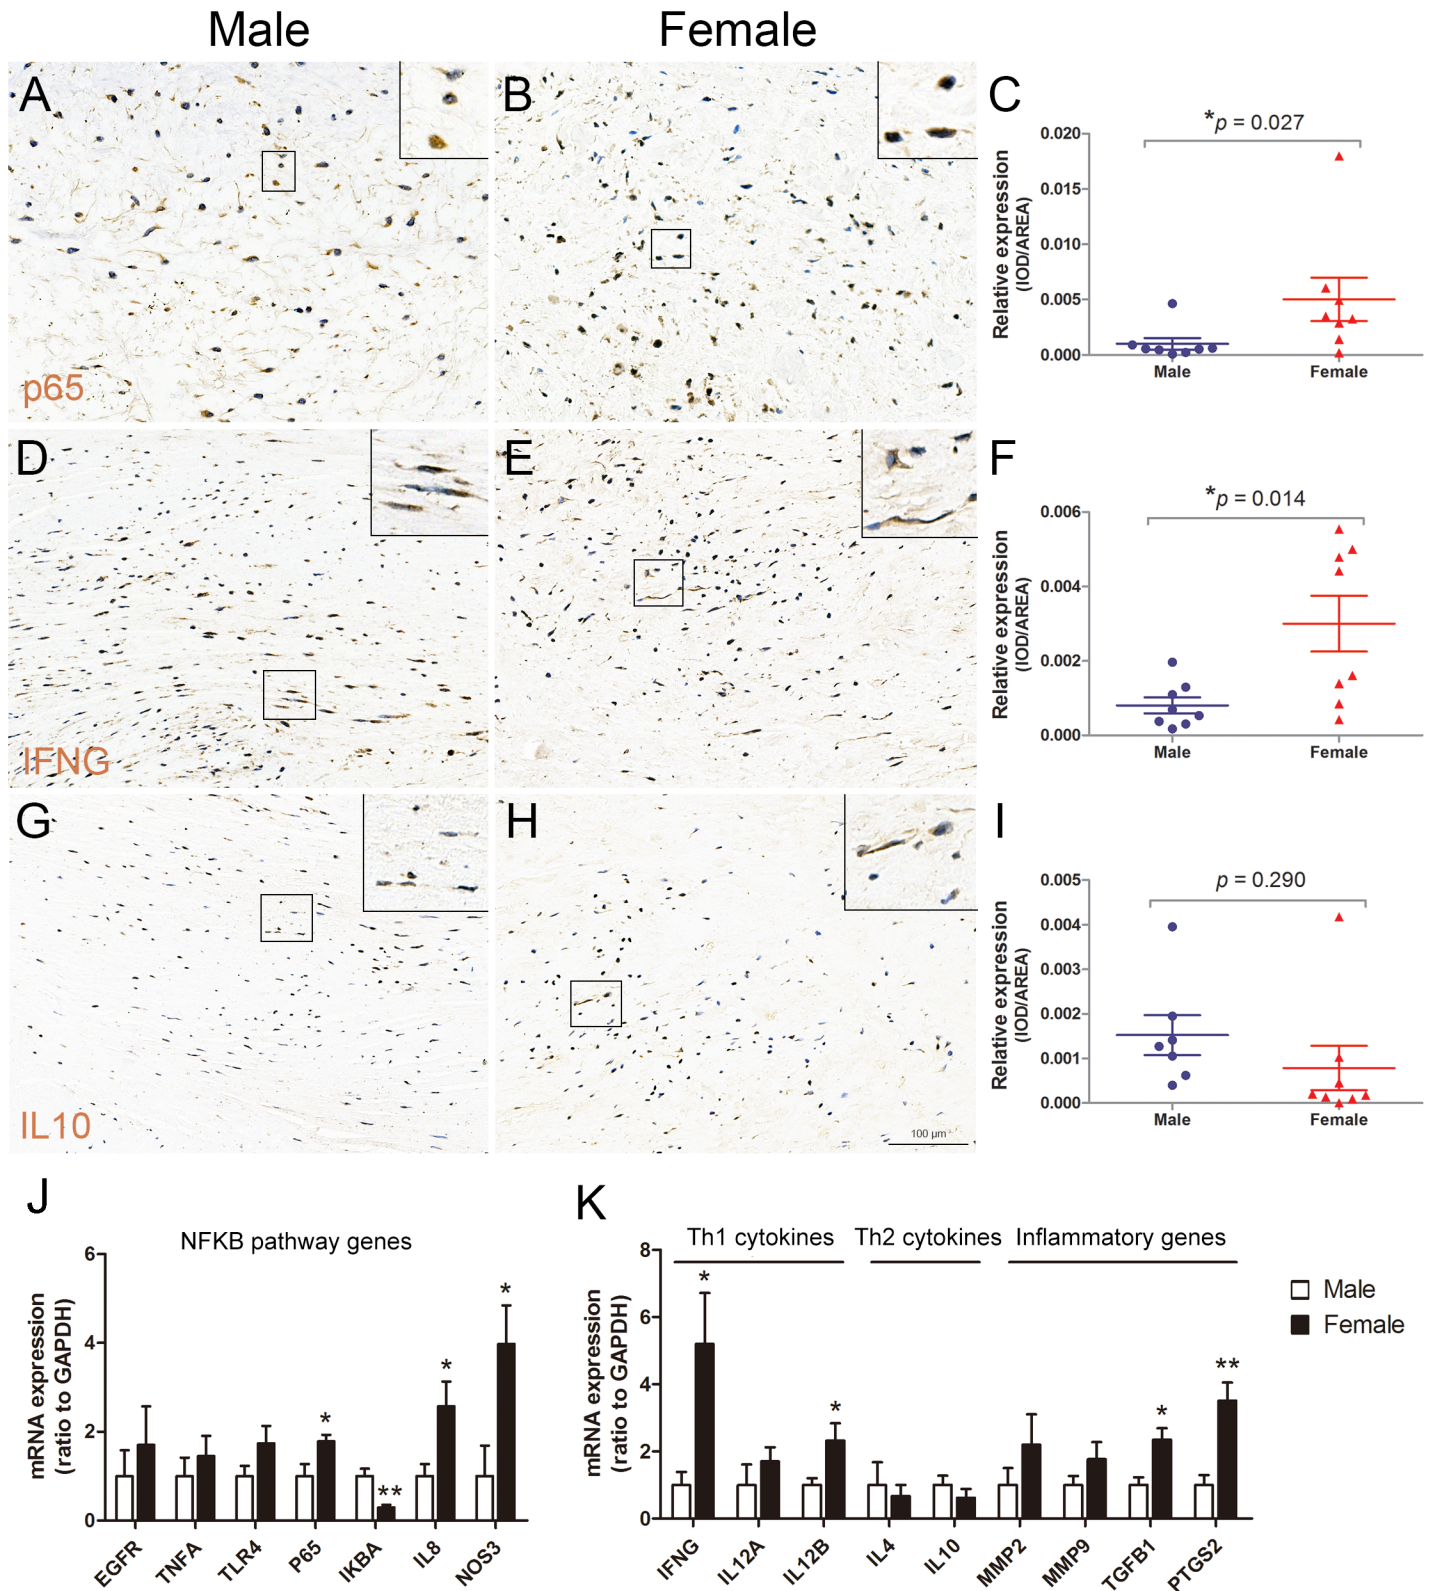 Male Female
A
B
C
*p = 0.027
0.020
0.015
0.010
0.005
0.000
Relative expression
(IOD/AREA)
Male Female
p65
D
E
F
*p = 0.014
0.006
0.004
0.002
0.000
Relative expression
(IOD/AREA)
Male Female
IFNG
G
H
I
p = 0.290
0.005
0.004
0.003
0.002
0.001
0.000
Relative expression
(IOD/AREA)
Male Female
IL10
100 µm
J
NFKB pathway genes
6
4
2
0
mRNA expression
(ratio to GAPDH)
* ** * *
EGFR TNFA TLR4 P65 IKBA IL8 NOS3
K
Th1 cytokines Th2 cytokines Inflammatory genes
8
6
4
2
0
mRNA expression
(ratio to GAPDH)
* * * **
IFNG IL12A IL12B IL4 IL10 MMP2 MMP9 TGFB1 PTGS2
Male
Female